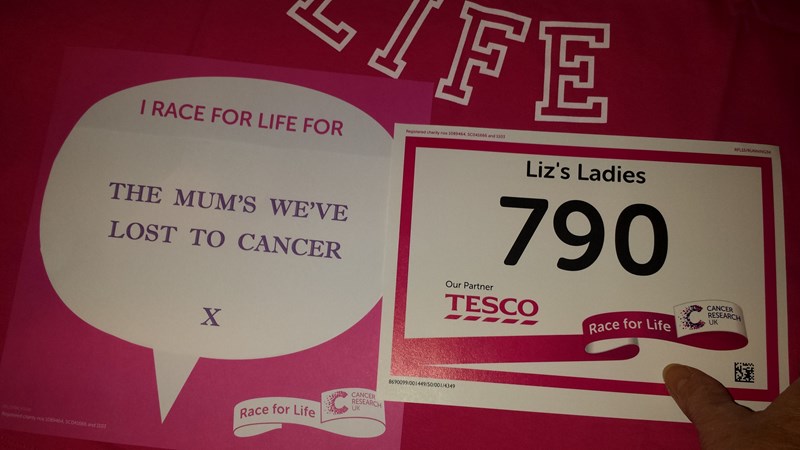 LIFE
I RACE FOR LIFE FOR
THE MUM'S WE'VE
LOST TO CANCER
X
Race for Life
CANCER
RESEARCH
UK
Liz's Ladies
790
Our Partner
TESCO
Race for Life
CANCER
RESEARCH
UK